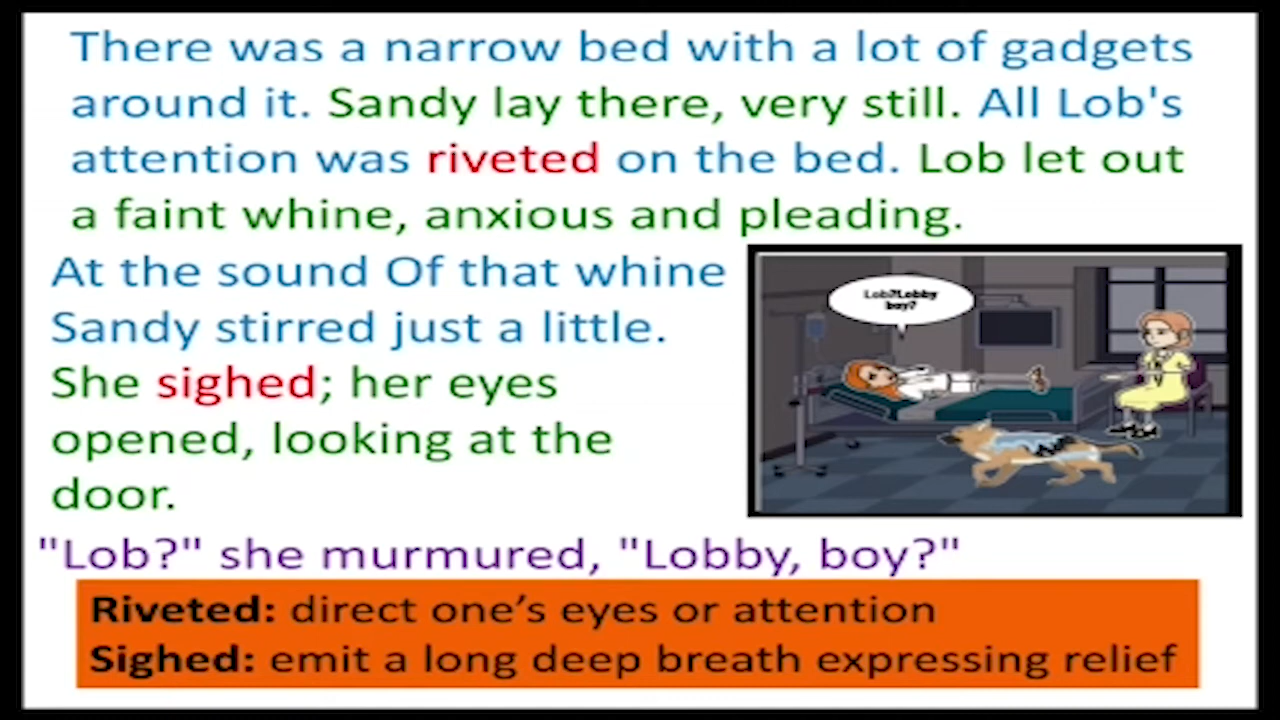 There was a narrow bed with a lot of gadgets
around it. Sandy lay there, very still. All Lob's
attention was riveted on the bed. Lob let out
a faint whine, anxious and pleading.
At the sound Of that whine
Sandy stirred just a little.
She sighed; her eyes
opened, looking at the
door.
Lob?Lobby
boy?
"Lob?" she murmured, "Lobby, boy?"
Riveted: direct one’s eyes or attention
Sighed: emit a long deep breath expressing relief